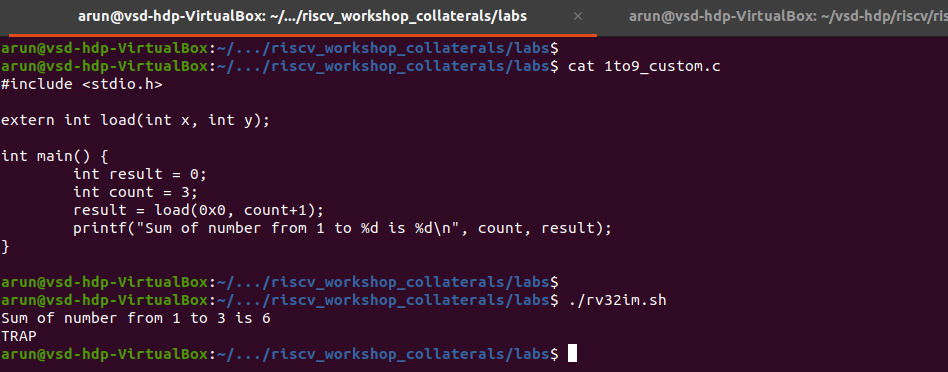 arun@vsd-hdp-VirtualBox: ~/.../riscv_workshop_collaterals/labs × arun@vsd-hdp-VirtualBox: ~/vsd-hdp/riscv/ris
arun@vsd-hdp-VirtualBox:~/.../riscv_workshop_collaterals/labs$
arun@vsd-hdp-VirtualBox:~/.../riscv_workshop_collaterals/labs$ cat 1to9_custom.c
#include <stdio.h>

extern int load(int x, int y);

int main() {
        int result = 0;
        int count = 3;
        result = load(0x0, count+1);
        printf("Sum of number from 1 to %d is %d\n", count, result);
}

arun@vsd-hdp-VirtualBox:~/.../riscv_workshop_collaterals/labs$
arun@vsd-hdp-VirtualBox:~/.../riscv_workshop_collaterals/labs$ ./rv32im.sh
Sum of number from 1 to 3 is 6
TRAP
arun@vsd-hdp-VirtualBox:~/.../riscv_workshop_collaterals/labs$